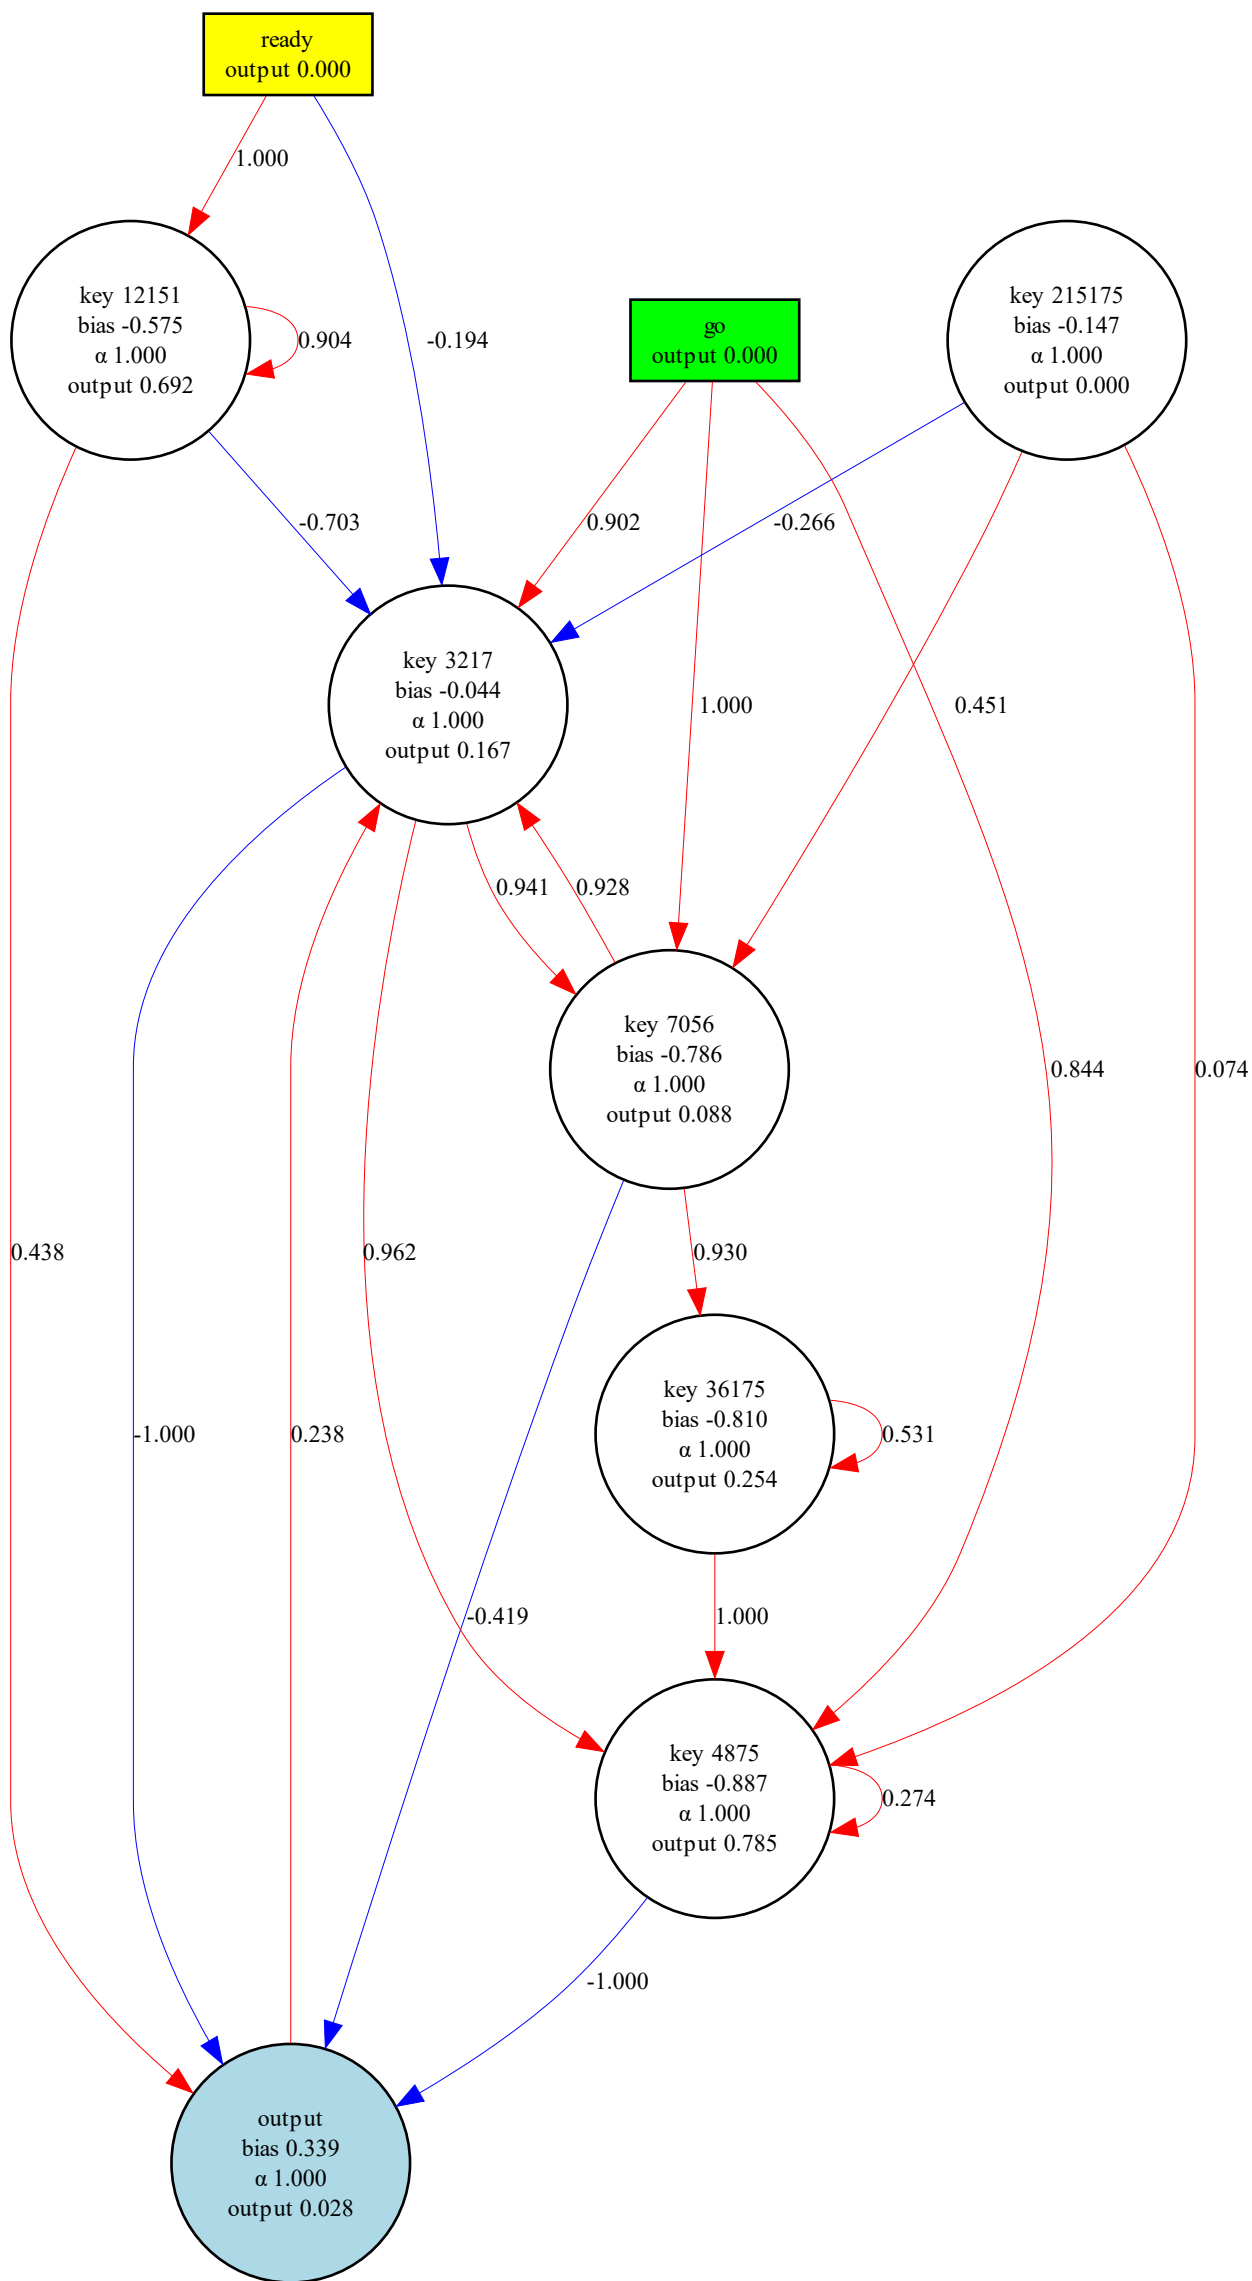 ready
output 0.000
1.000
key 12151
bias -0.575
α 1.000
output 0.692
0.904
-0.194
go
output 0.000
key 215175
bias -0.147
α 1.000
output 0.000
-0.703
0.902
-0.266
key 3217
bias -0.044
α 1.000
output 0.167
1.000
0.451
0.941
0.928
key 7056
bias -0.786
α 1.000
output 0.088
0.844
0.074
0.438
0.962
0.930
key 36175
bias -0.810
α 1.000
output 0.254
0.531
-1.000
0.238
-0.419
1.000
key 4875
bias -0.887
α 1.000
output 0.785
0.274
-1.000
output
bias 0.339
α 1.000
output 0.028